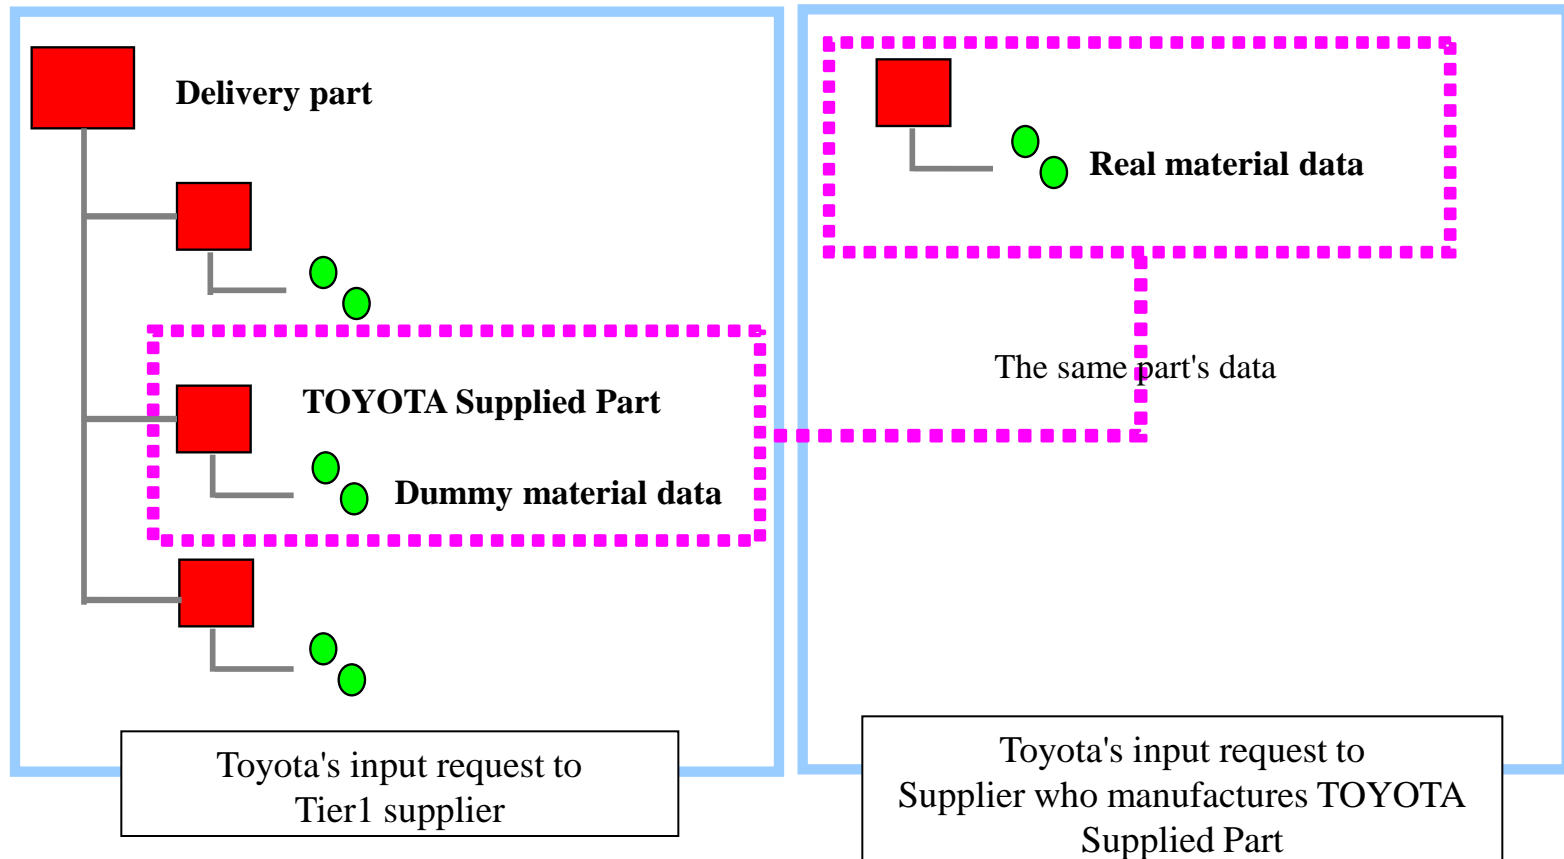 Delivery part
TOYOTA Supplied Part
Dummy material data
Toyota's input request to
Tier1 supplier
Real material data
The same part's data
Toyota's input request to
Supplier who manufactures TOYOTA
Supplied Part